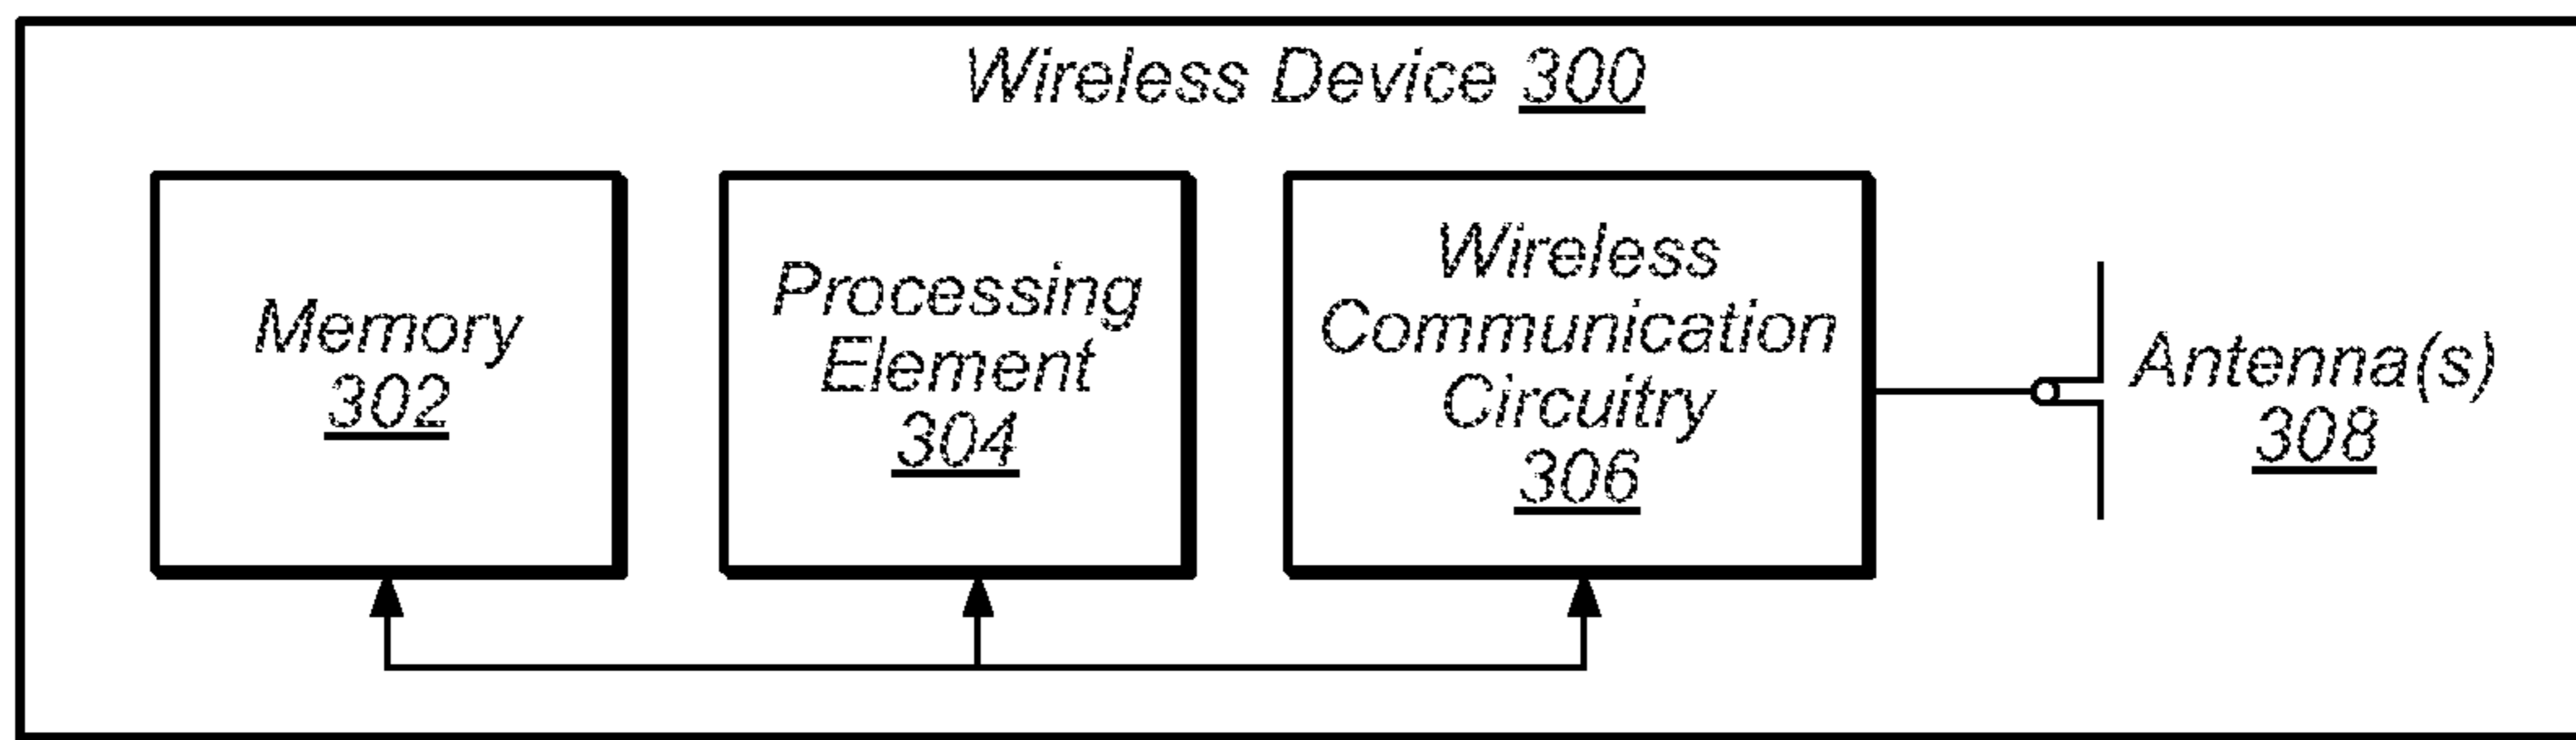 Wireless Device 300
Memory
302
Processing
Element
304
Wireless
Communication
Circuitry
306
Antenna(s)
308